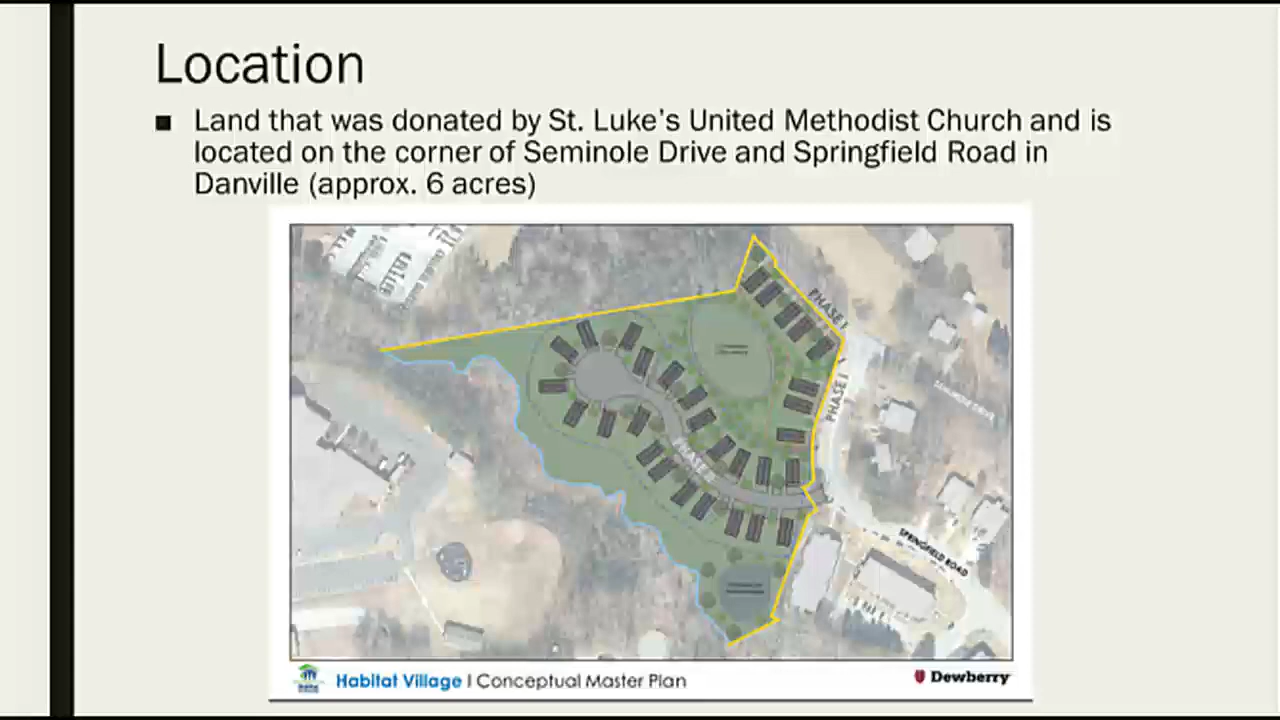 Location
■ Land that was donated by St. Luke's United Methodist Church and is
located on the corner of Seminole Drive and Springfield Road in
Danville (approx. 6 acres)
PHASE I
PHASE I
SPRINGFIELD ROAD
Habitat Village | Conceptual Master Plan
Dewberry